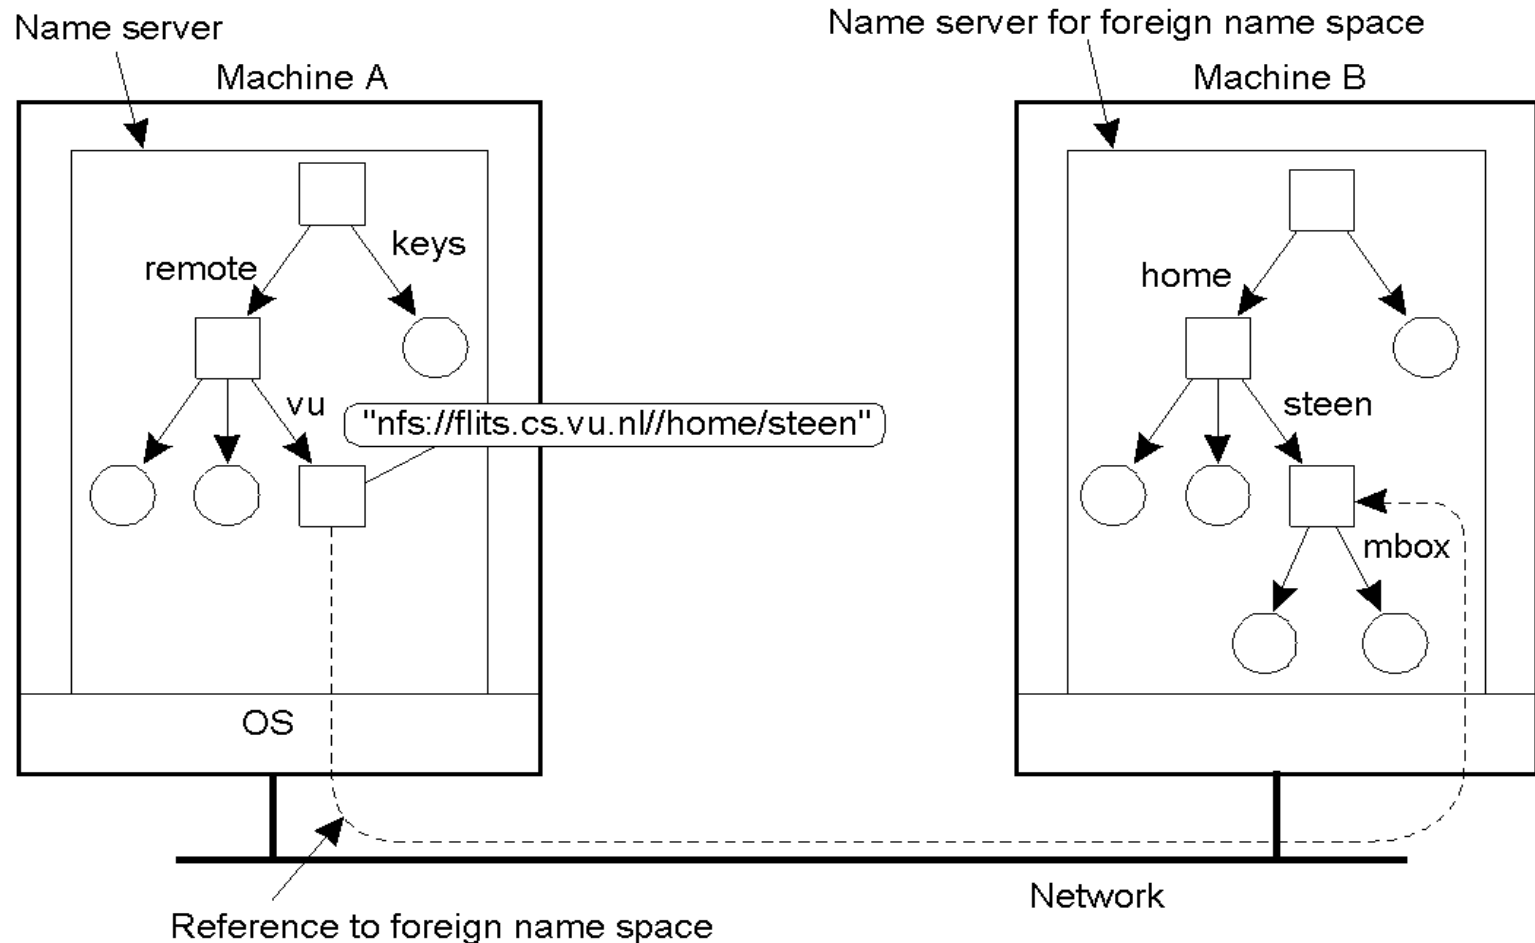 Name server
Name server for foreign name space
Machine A
Machine B
keys
remote
home
vu
"nfs://flits.cs.vu.nl//home/steen"
steen
mbox
OS
Network
Reference to foreign name space